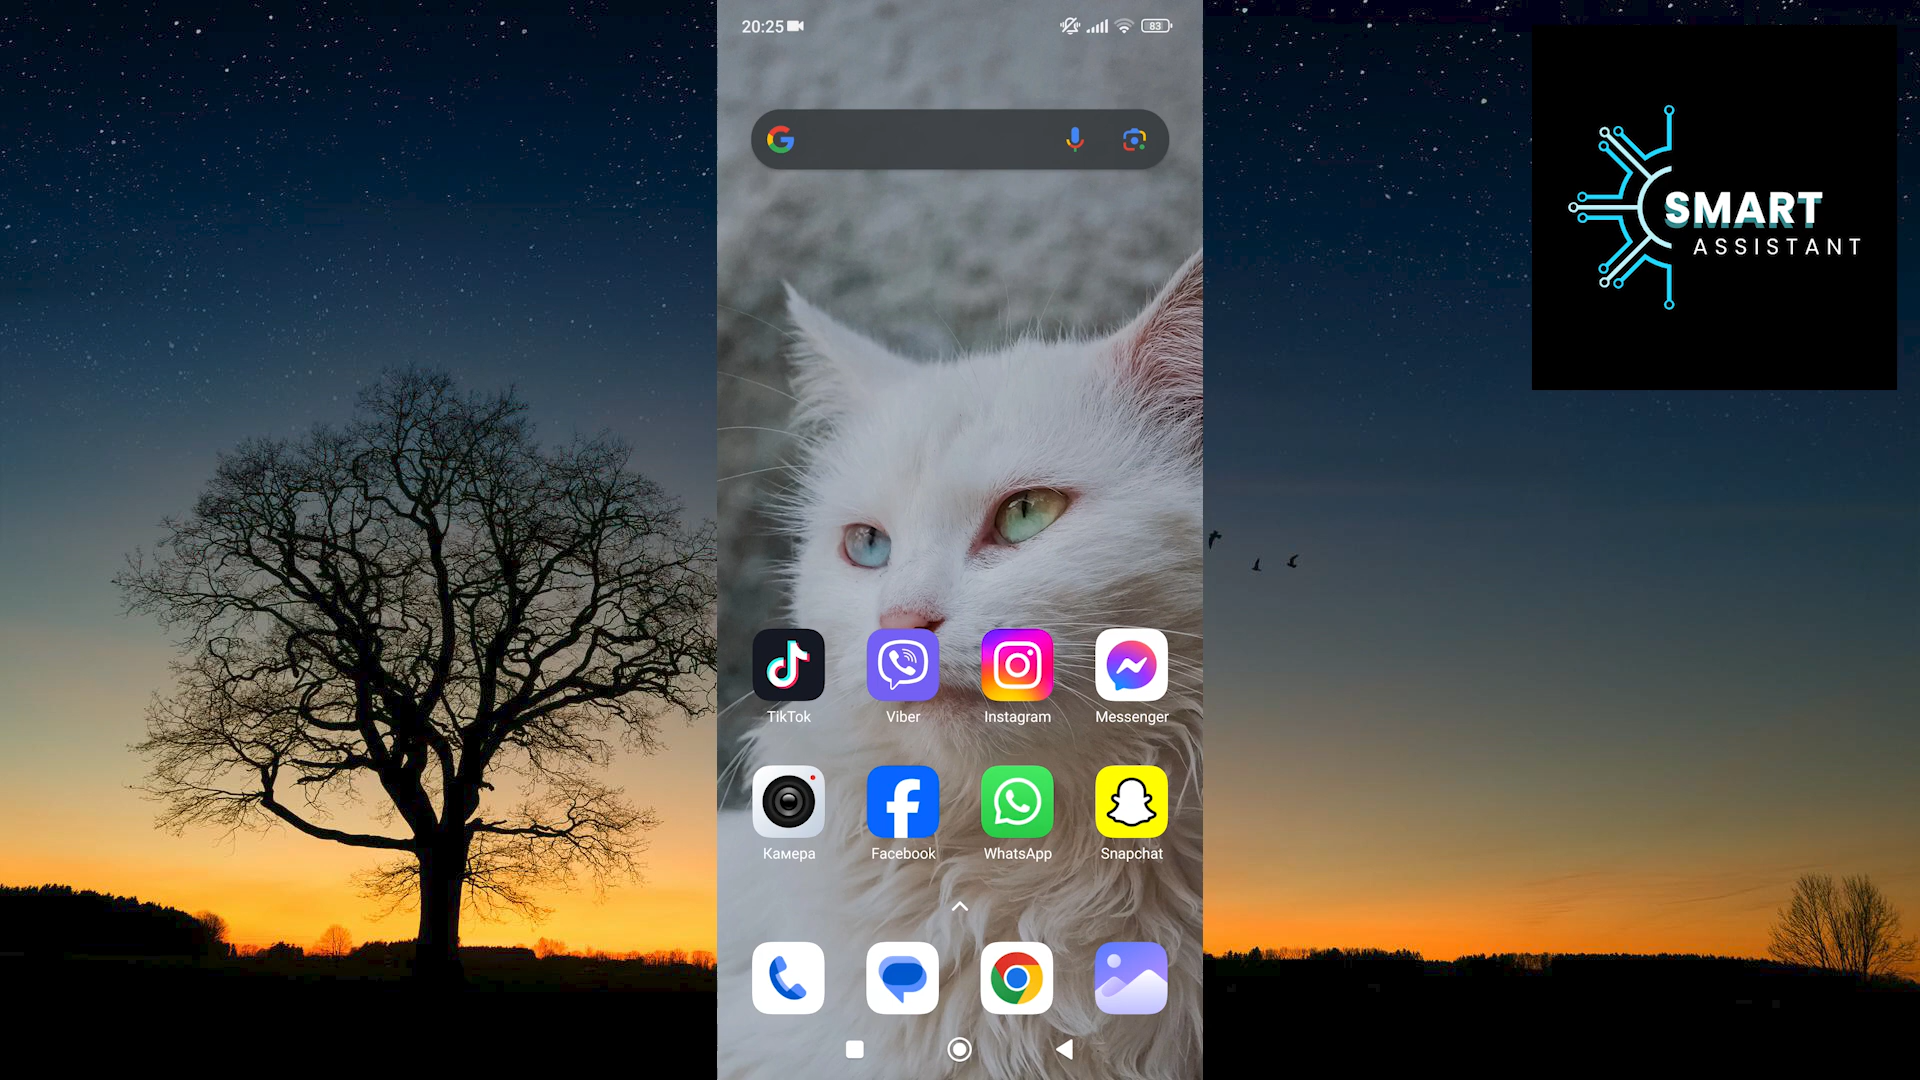 20:25
83
SMART
ASSISTANT
TikTok
Viber
Instagram
Messenger
Камера
Facebook
WhatsApp
Snapchat